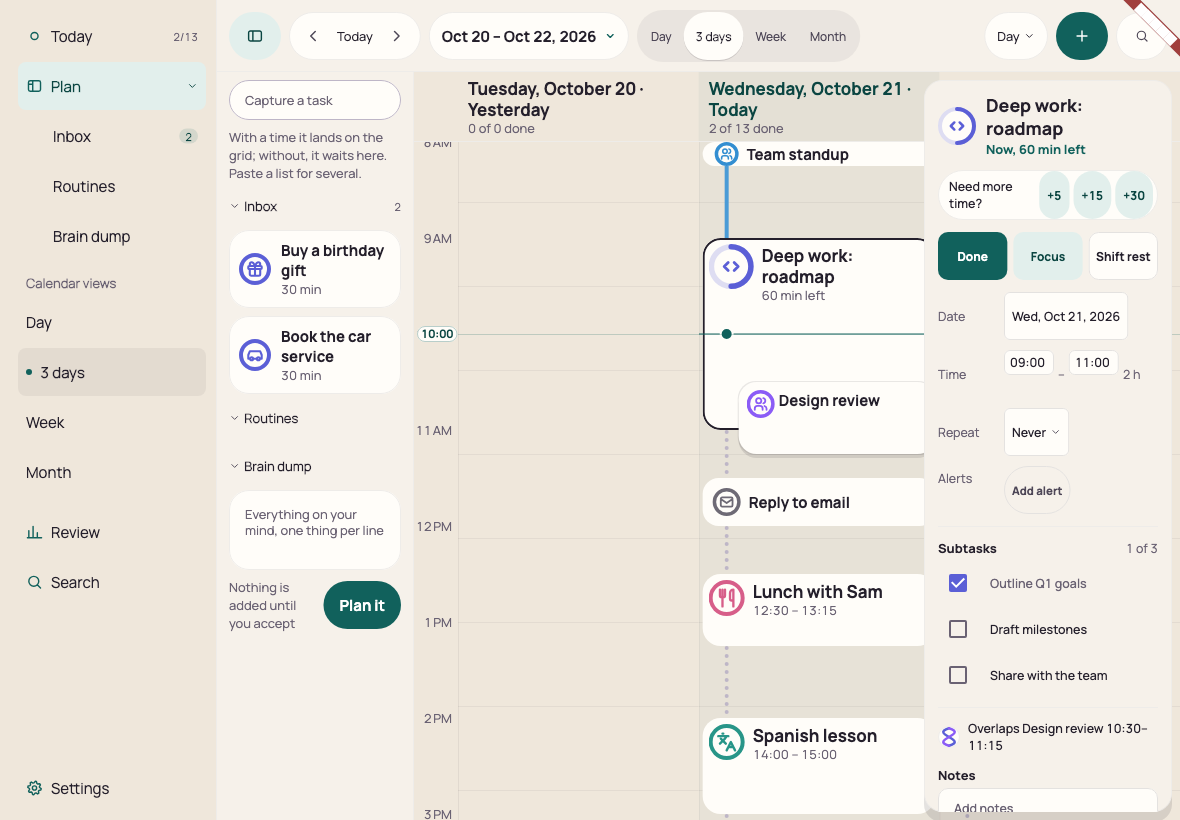 Today
2/13
Plan
Inbox
2
Routines
Brain dump
Calendar views
Day
3 days
Week
Month
Review
Search
Settings
Today
Oct 20 – Oct 22, 2026
Day
3 days
Week
Month
Day
Capture a task
With a time it lands on the
grid; without, it waits here.
Paste a list for several.
Inbox
2
Buy a birthday
gift
30 min
Book the car
service
30 min
Routines
Brain dump
Everything on your
mind, one thing per line
Nothing is
added until
you accept
Plan it
Tuesday, October 20 ·
Yesterday
0 of 0 done
Wednesday, October 21 ·
Today
2 of 13 done
8 AM
9 AM
10:00
11 AM
12 PM
1 PM
2 PM
3 PM
Team standup
Deep work:
roadmap
60 min left
Design review
Reply to email
Lunch with Sam
12:30 – 13:15
Spanish lesson
14:00 – 15:00
Deep work:
roadmap
Now, 60 min left
Need more
time?
+5
+15
+30
Done
Focus
Shift rest
Date
Wed, Oct 21, 2026
Time
09:00
–
11:00
2 h
Repeat
Never
Alerts
Add alert
Subtasks
1 of 3
Outline Q1 goals
Draft milestones
Share with the team
Overlaps Design review 10:30–
11:15
Notes
Add notes